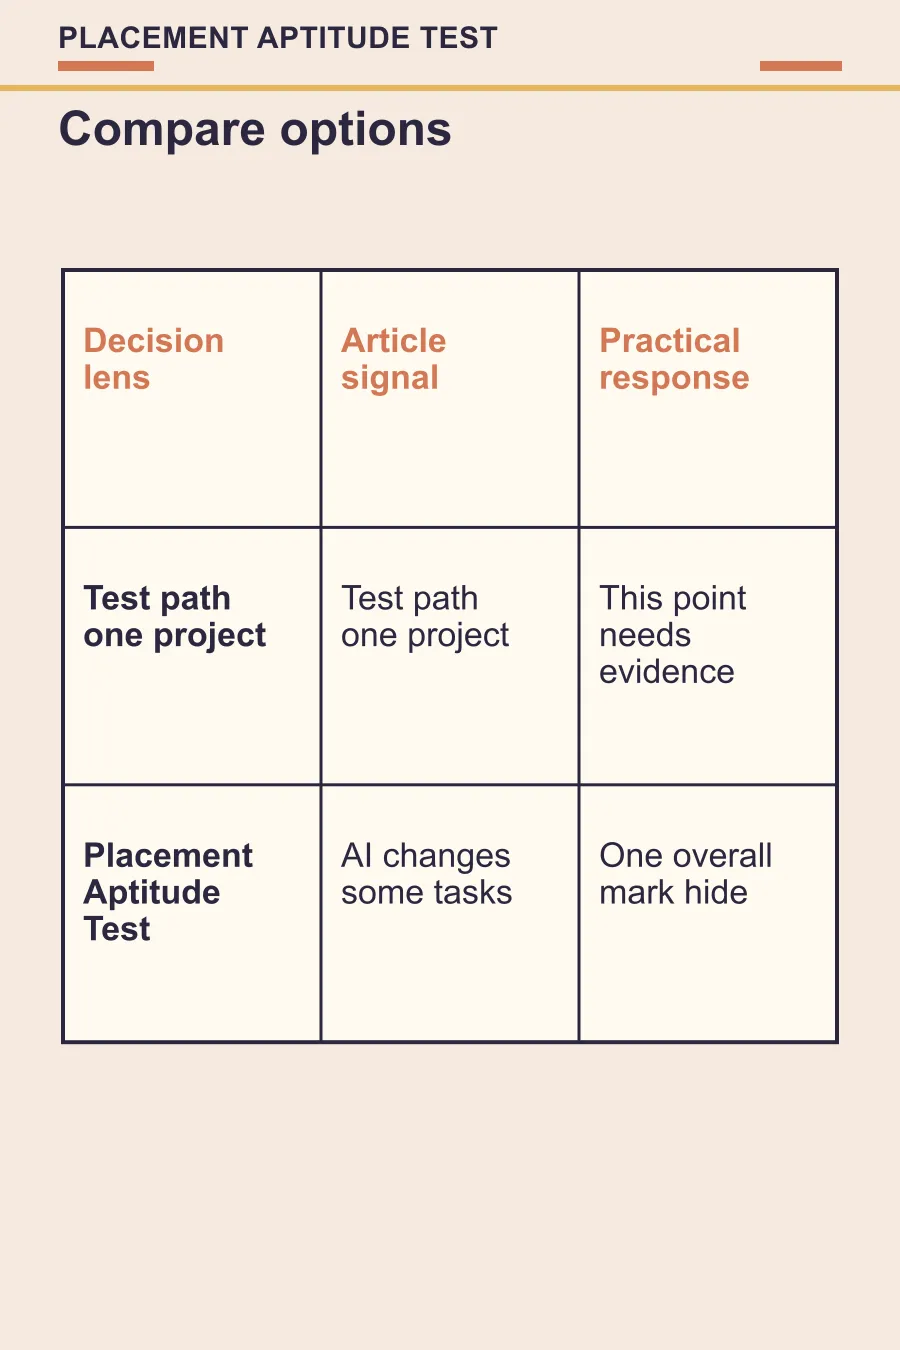 PLACEMENT APTITUDE TEST
Compare options
Decision
lens
Article
signal
Practical
response
Test path
one project
Test path
one project
This point
needs
evidence
Placement
Aptitude
Test
AI changes
some tasks
One overall
mark hide